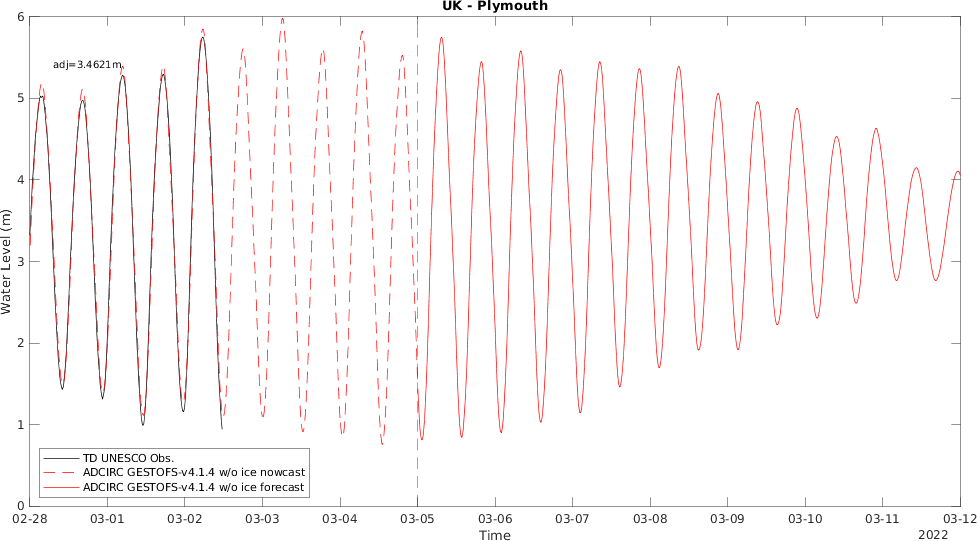 UK - Plymouth
adj=3.4621m
Water Level (m)
6
5
4
3
2
1
0
TD UNESCO Obs.
ADCIRC GESTOFS-v4.1.4 w/o ice nowcast
ADCIRC GESTOFS-v4.1.4 w/o ice forecast
02-28 03-01 03-02 03-03 03-04 03-05 03-06 03-07 03-08 03-09 03-10 03-11 03-12
Time
2022